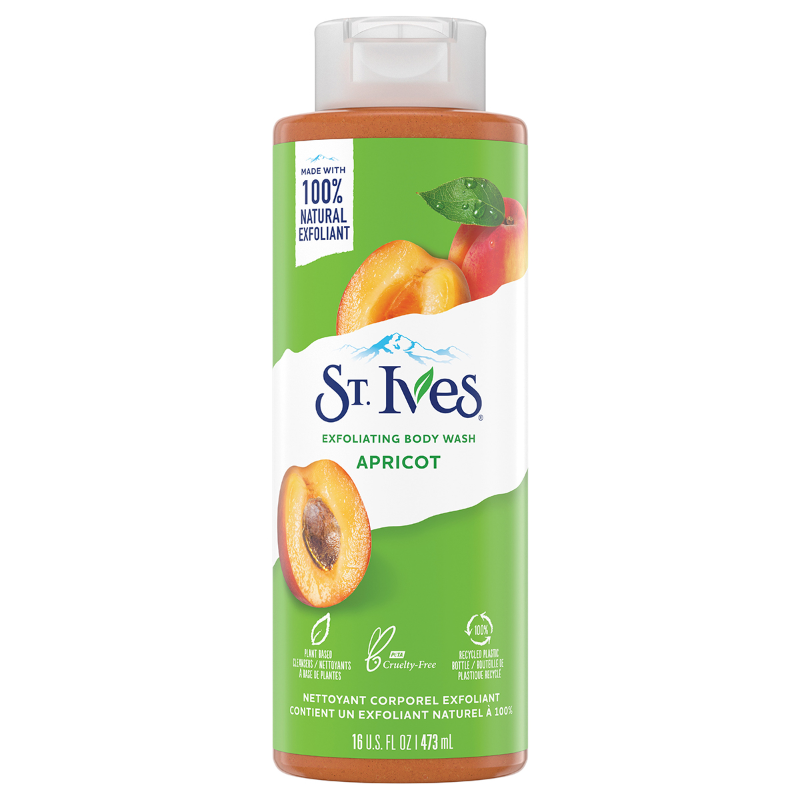 MADE WITH
100%
NATURAL
EXFOLIANT
ST. IVES®
EXFOLIATING BODY WASH
APRICOT
PLANT BASED
CLEANSERS / NETTOYANTS
À BASE DE PLANTES
PETA
Cruelty-Free
100%
RECYCLED PLASTIC
BOTTLE / BOUTEILLE DE
PLASTIQUE RECYCLÉ
NETTOYANT CORPOREL EXFOLIANT
CONTIENT UN EXFOLIANT NATUREL À 100%
16 U.S. FL OZ | 473 mL